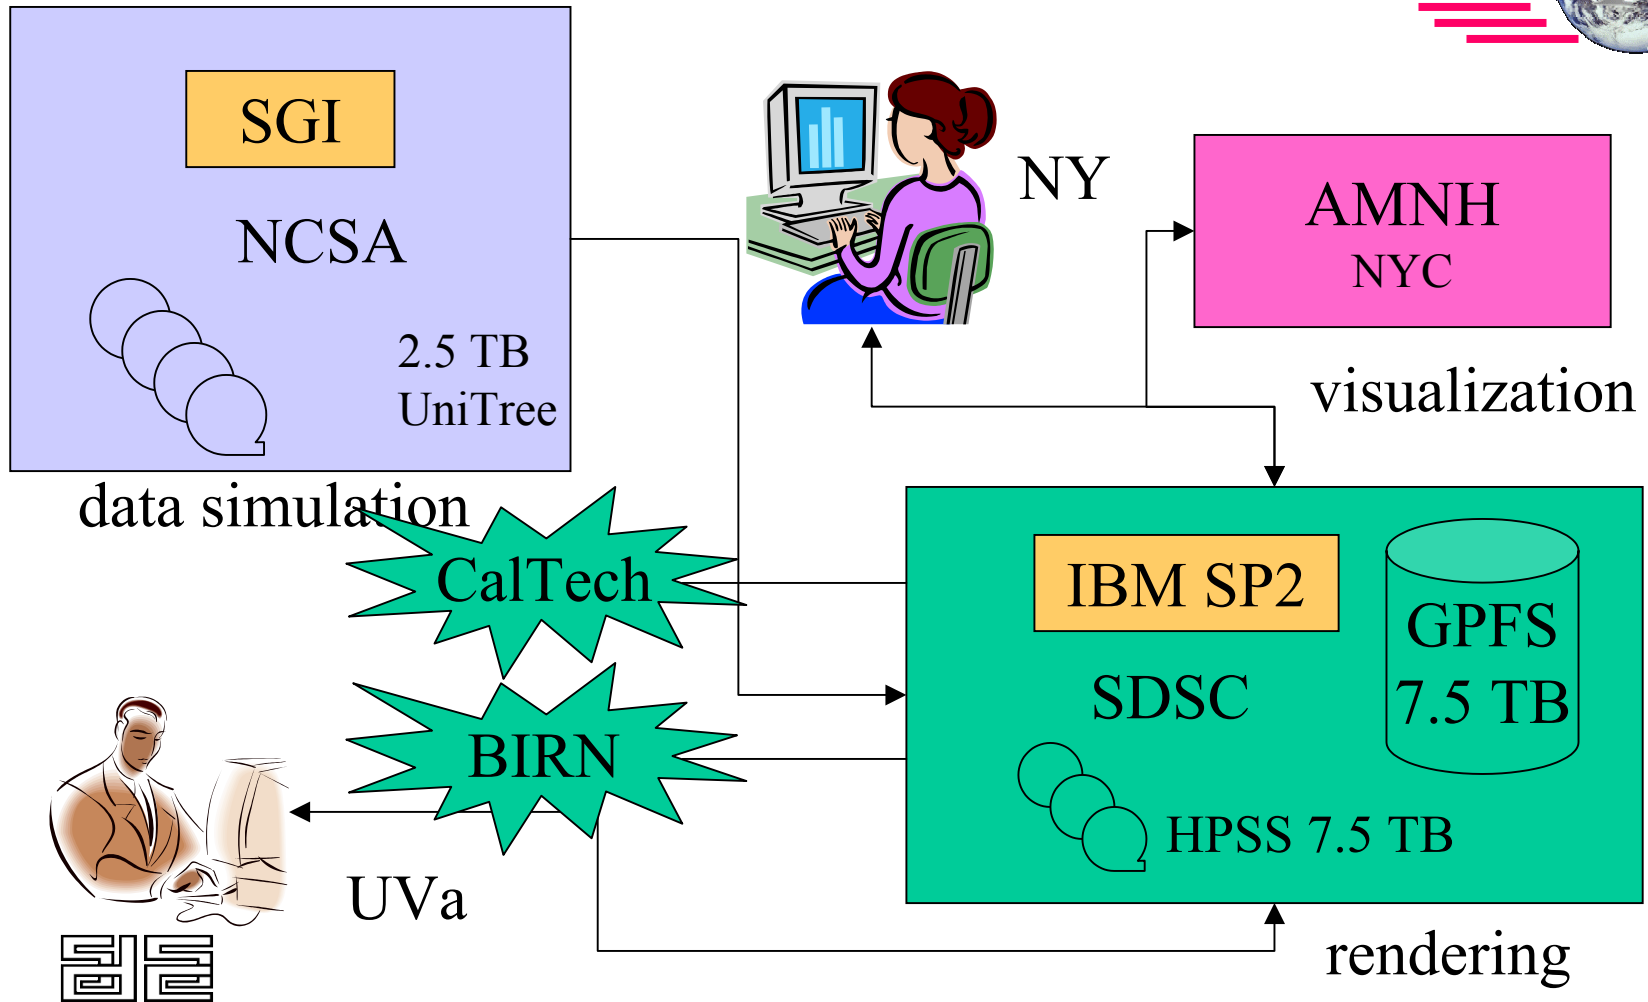 SGI
NCSA
2.5 TB
UniTree
data simulation
NY
AMNH
NYC
visualization
CalTech
BIRN
UVa
IBM SP2
GPFS
7.5 TB
SDSC
HPSS 7.5 TB
rendering